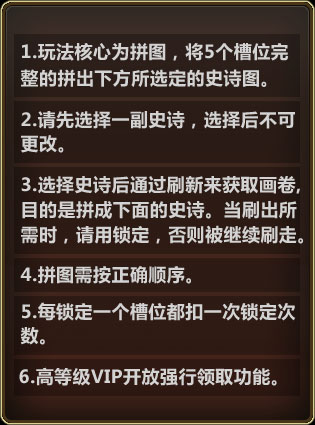 1.玩法核心为拼图，将5个槽位完
整的拼出下方所选定的史诗图。
2.请先选择一副史诗，选择后不可
更改。
3.选择史诗后通过刷新来获取画卷,
目的是拼成下面的史诗。当刷出所
需时，请用锁定，否则被继续刷走。
4.拼图需按正确顺序。
5.每锁定一个槽位都扣一次锁定次
数。
6.高等级VIP开放强行领取功能。